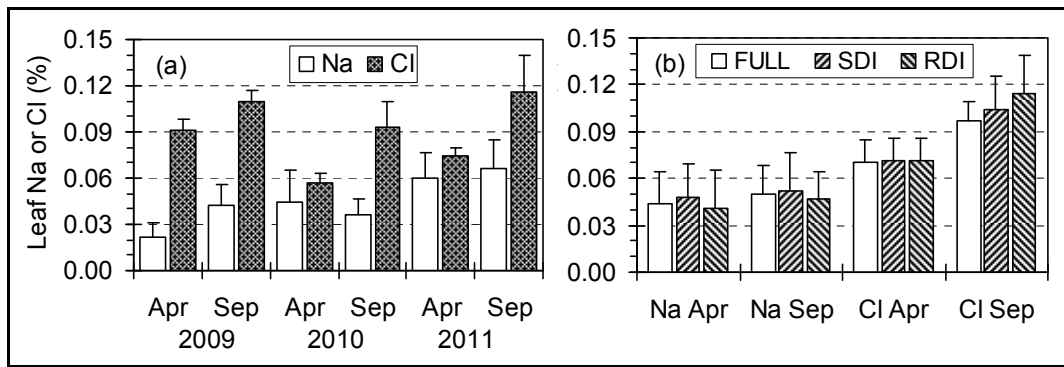 Leaf Na or Cl (%)
0.15
0.12
0.09
0.06
0.03
0.00
(a)
Na Cl
Apr Sep Apr Sep Apr Sep
2009 2010 2011
0.15
0.12
0.09
0.06
0.03
0.00
(b)
FULL SDI RDI
Na Apr Na Sep Cl Apr Cl Sep